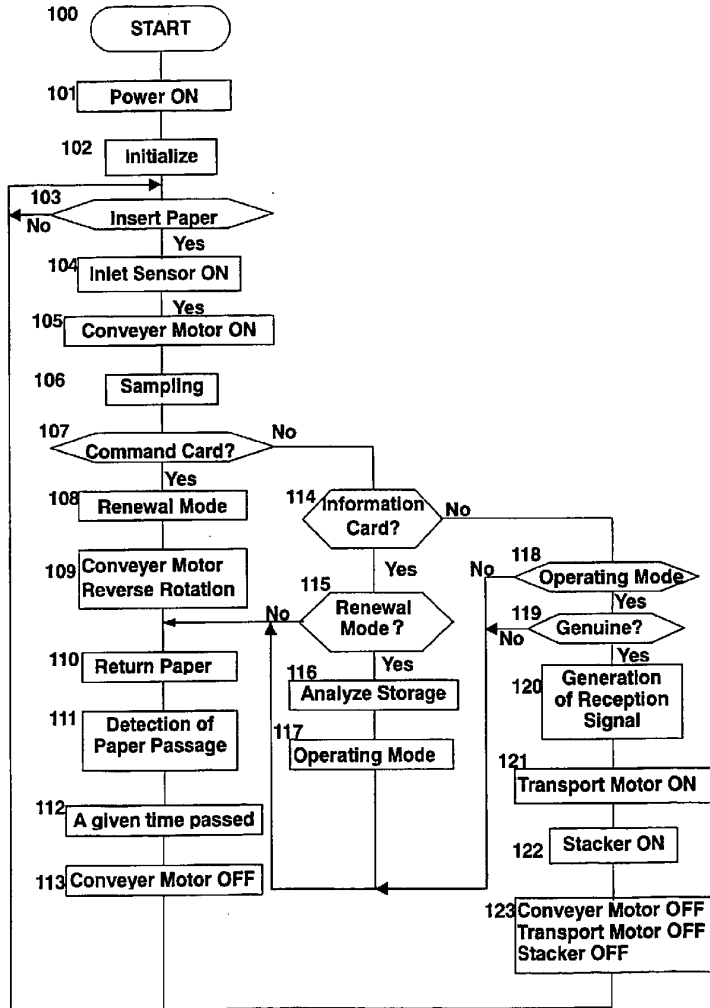 100
START
101
Power ON
102
Initialize
103
Insert Paper
No
Yes
104
Inlet Sensor ON
Yes
105
Conveyer Motor ON
106
Sampling
107
Command Card?
No
Yes
108
Renewal Mode
109
Conveyer Motor
Reverse Rotation
110
Return Paper
111
Detection of
Paper Passage
112
A given time passed
113
Conveyer Motor OFF
114
Information
Card?
No
Yes
115
Renewal
Mode?
No
Yes
116
Analyze Storage
117
Operating Mode
118
Operating Mode
No
Yes
119
Genuine?
No
Yes
120
Generation
of Reception
Signal
121
Transport Motor ON
122
Stacker ON
123
Conveyer Motor OFF
Transport Motor OFF
Stacker OFF